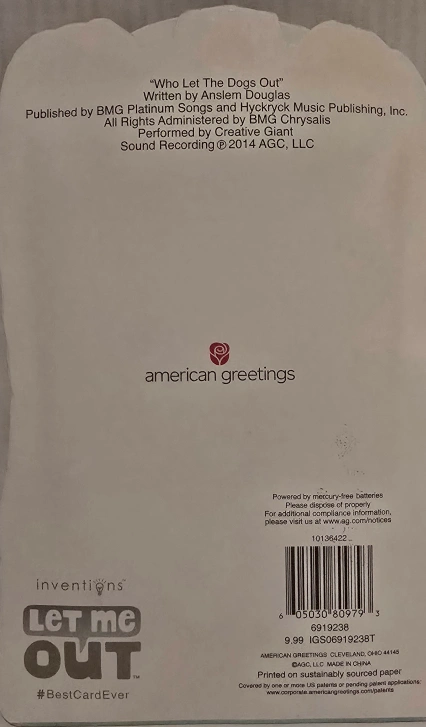 "Who Let The Dogs Out"
Written by Anslem Douglas
Published by BMG Platinum Songs and Hyckryck Music Publishing, Inc.
All Rights Administered by BMG Chrysalis
Performed by Creative Giant
Sound Recording ℗ 2014 AGC, LLC
american greetings
Powered by mercury-free batteries
Please dispose of properly
For additional compliance information,
please visit us at www.ag.com/notices
10136422
6 05030 80979 3
6919238
9.99 IGS06919238T
AMERICAN GREETINGS CLEVELAND, OHIO 44145
©AGC, LLC MADE IN CHINA
Printed on sustainably sourced paper
Covered by one or more US patents or pending patent applications:
www.corporate.americangreetings.com/patents
inventions™
LET me
OUT™
#BestCardEver